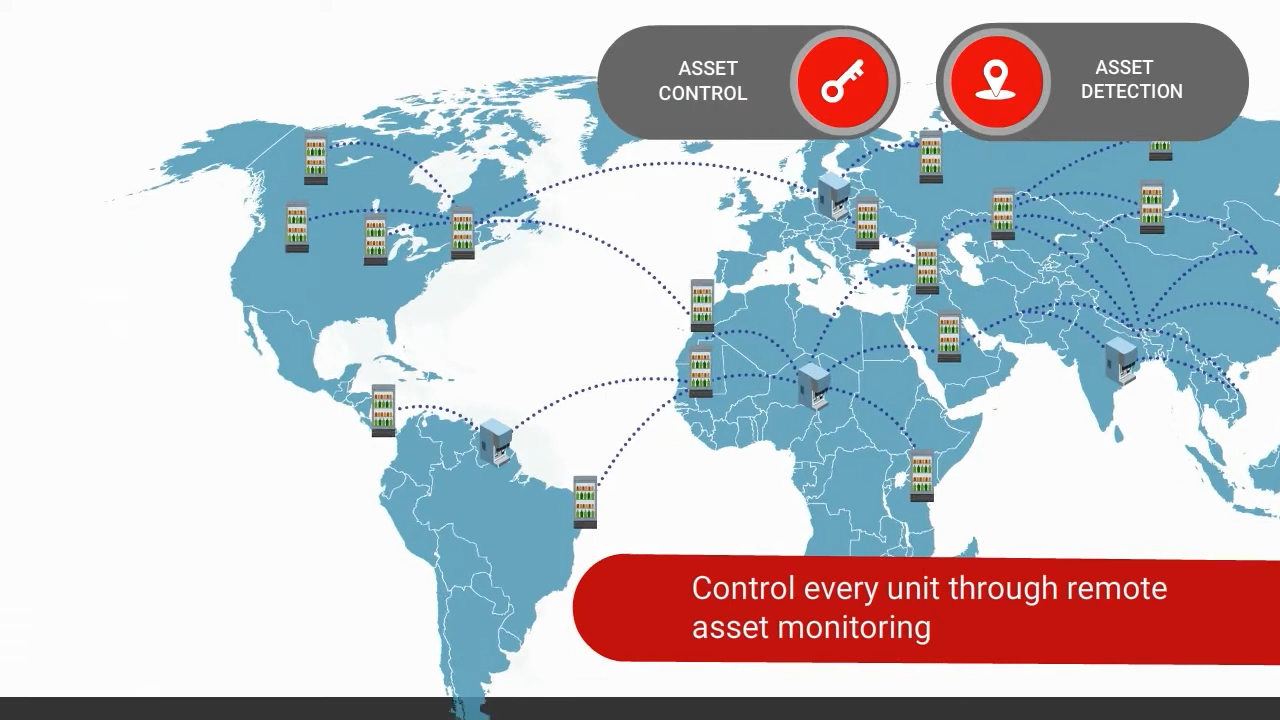 ASSET
CONTROL
ASSET
DETECTION
Control every unit through remote
asset monitoring